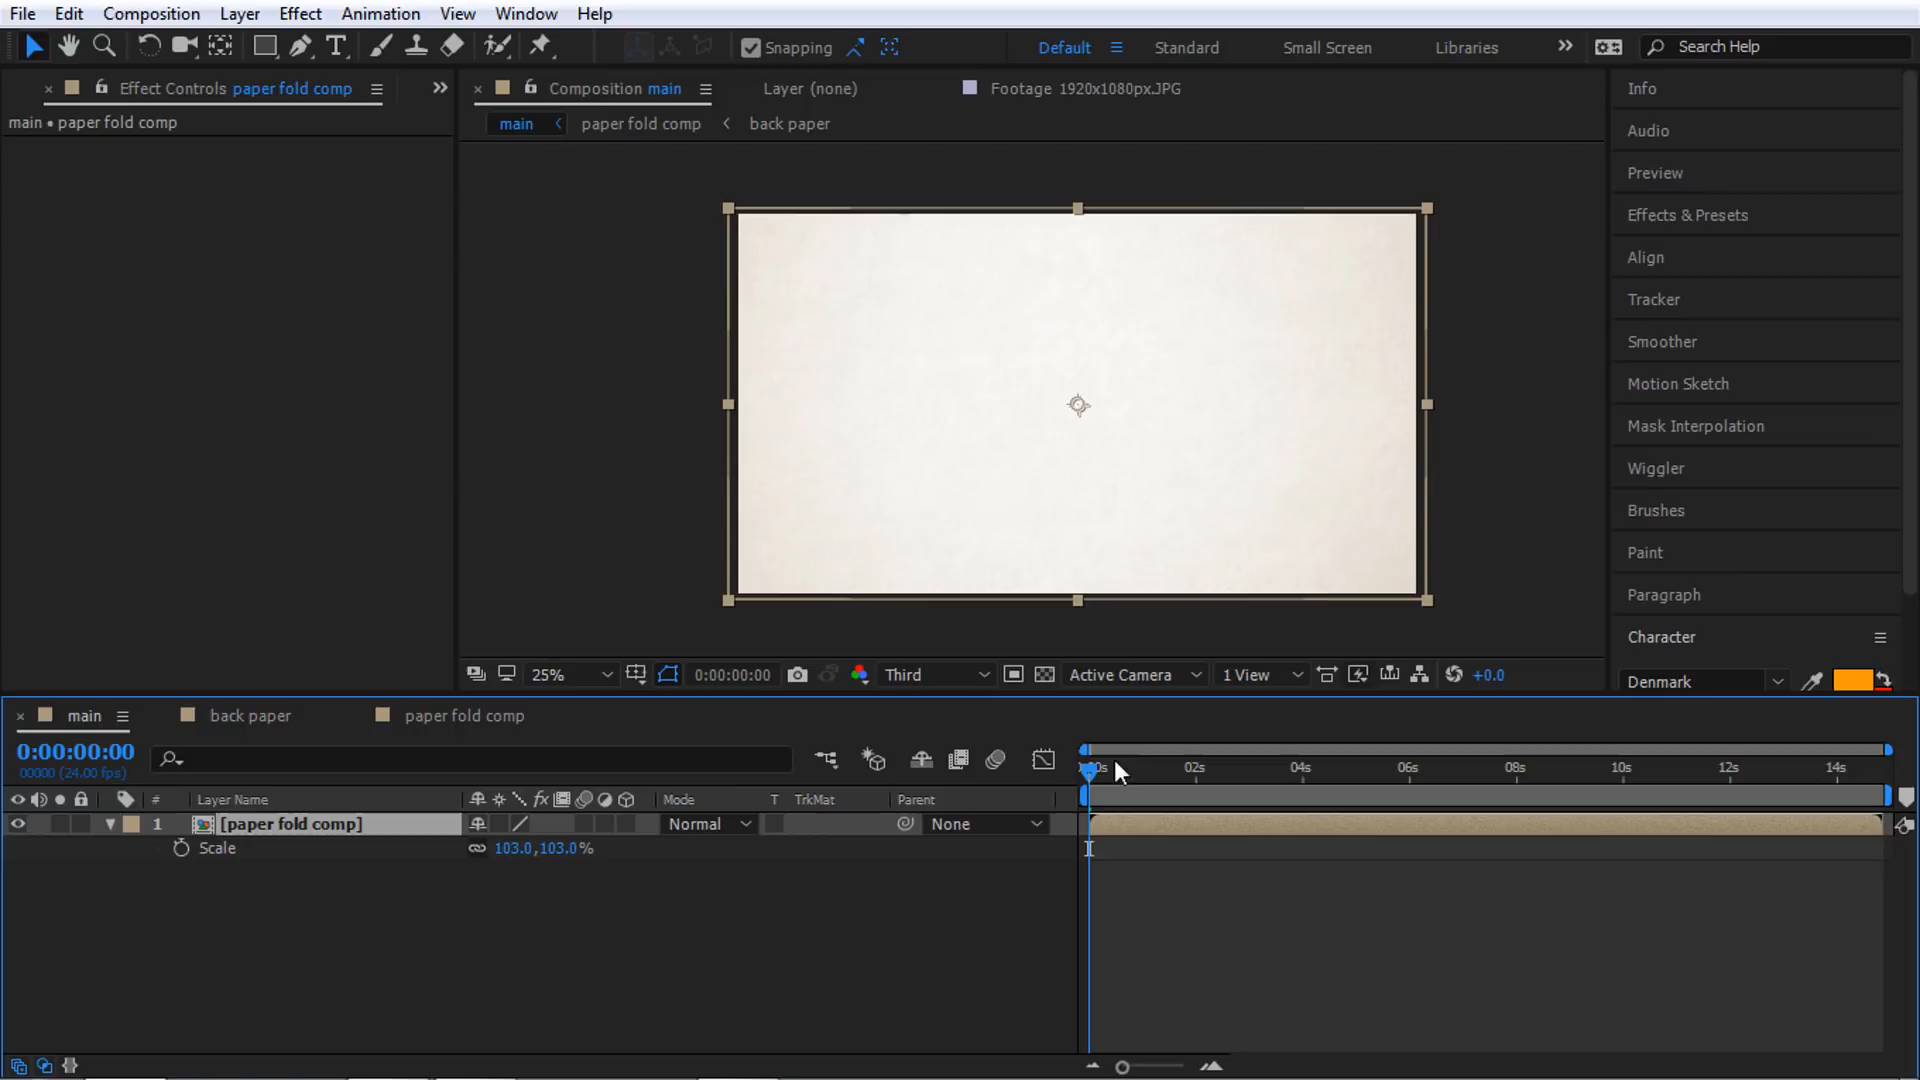 File Edit Composition Layer Effect Animation View Window Help
Snapping Default Standard Small Screen Libraries Search Help
Effect Controls paper fold comp
main • paper fold comp
Composition main
Layer (none)
Footage 1920x1080px.JPG
main paper fold comp back paper
25% 0:00:00:00 Third Active Camera 1 View +0.0
Info
Audio
Preview
Effects & Presets
Align
Tracker
Smoother
Motion Sketch
Mask Interpolation
Wiggler
Brushes
Paint
Paragraph
Character
Denmark
main back paper paper fold comp
0:00:00:00
00000 (24.00 fps)
02s 04s 06s 08s 10s 12s 14s
# Layer Name fx Mode T TrkMat Parent
1 [paper fold comp] Normal None
Scale 103.0,103.0%